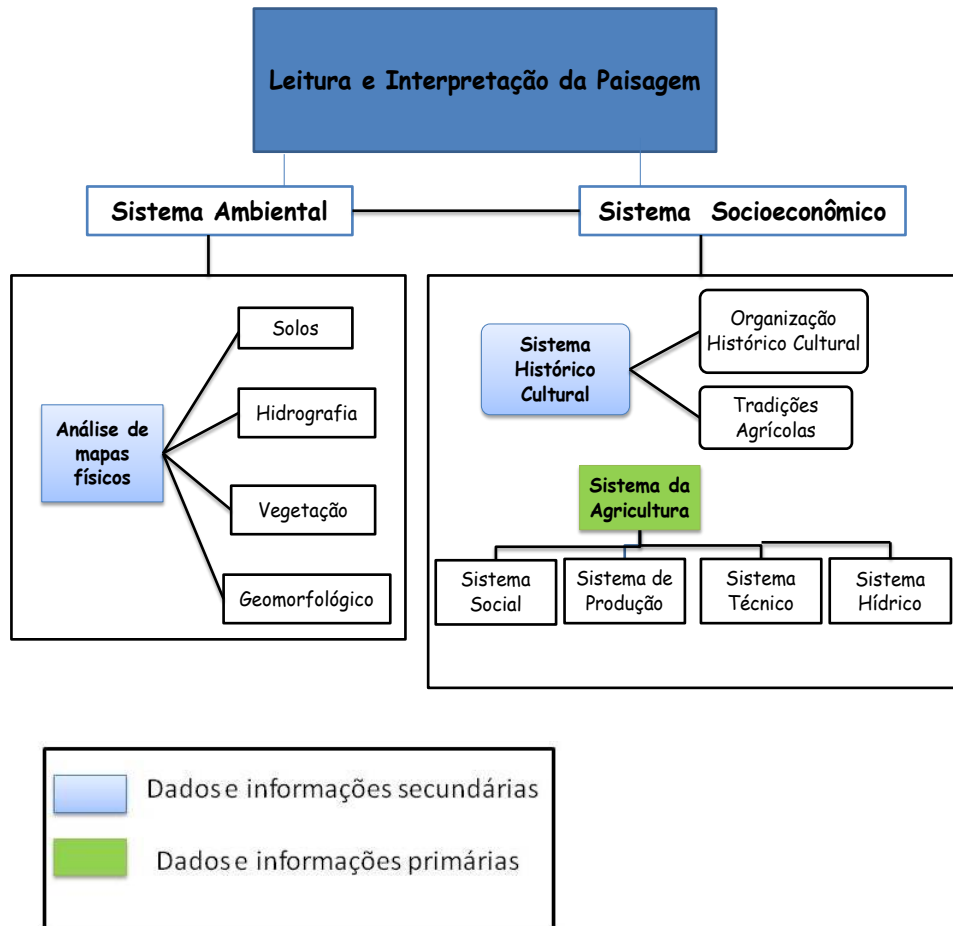 Leitura e Interpretação da Paisagem
Sistema Ambiental
Sistema Socioeconômico
Análise de
mapas
físicos
Solos
Hidrografia
Vegetação
Geomorfológico
Sistema
Histórico
Cultural
Organização
Histórico Cultural
Tradições
Agrícolas
Sistema da
Agricultura
Sistema
Social
Sistema de
Produção
Sistema
Técnico
Sistema
Hídrico
Dados e informações secundárias
Dados e informações primárias